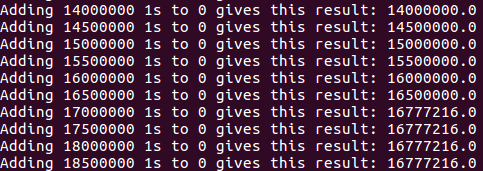 Adding 14000000 1s to 0 gives this result: 14000000.0
Adding 14500000 1s to 0 gives this result: 14500000.0
Adding 15000000 1s to 0 gives this result: 15000000.0
Adding 15500000 1s to 0 gives this result: 15500000.0
Adding 16000000 1s to 0 gives this result: 16000000.0
Adding 16500000 1s to 0 gives this result: 16500000.0
Adding 17000000 1s to 0 gives this result: 16777216.0
Adding 17500000 1s to 0 gives this result: 16777216.0
Adding 18000000 1s to 0 gives this result: 16777216.0
Adding 18500000 1s to 0 gives this result: 16777216.0